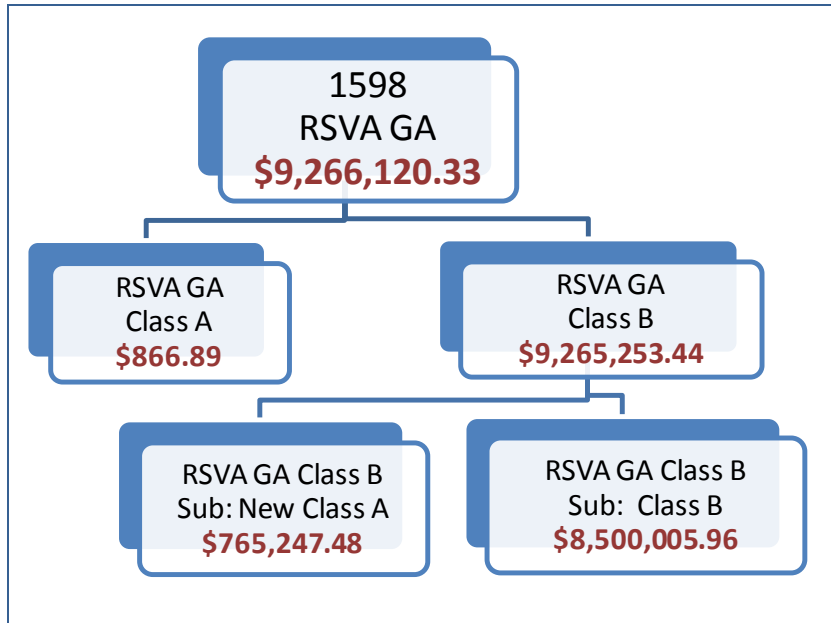 1598
RSVA GA
$9,266,120.33
RSVA GA
Class A
$866.89
RSVA GA
Class B
$9,265,253.44
RSVA GA Class B
Sub: New Class A
$765,247.48
RSVA GA Class B
Sub: Class B
$8,500,005.96